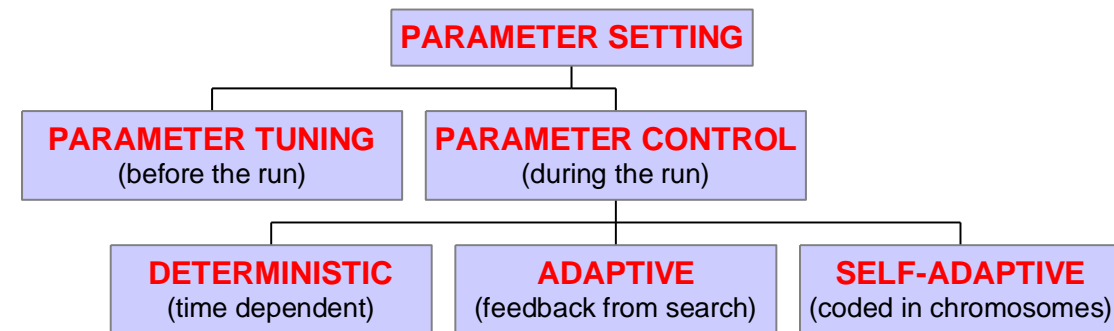 PARAMETER SETTING
PARAMETER TUNING
(before the run)
PARAMETER CONTROL
(during the run)
DETERMINISTIC
(time dependent)
ADAPTIVE
(feedback from search)
SELF-ADAPTIVE
(coded in chromosomes)